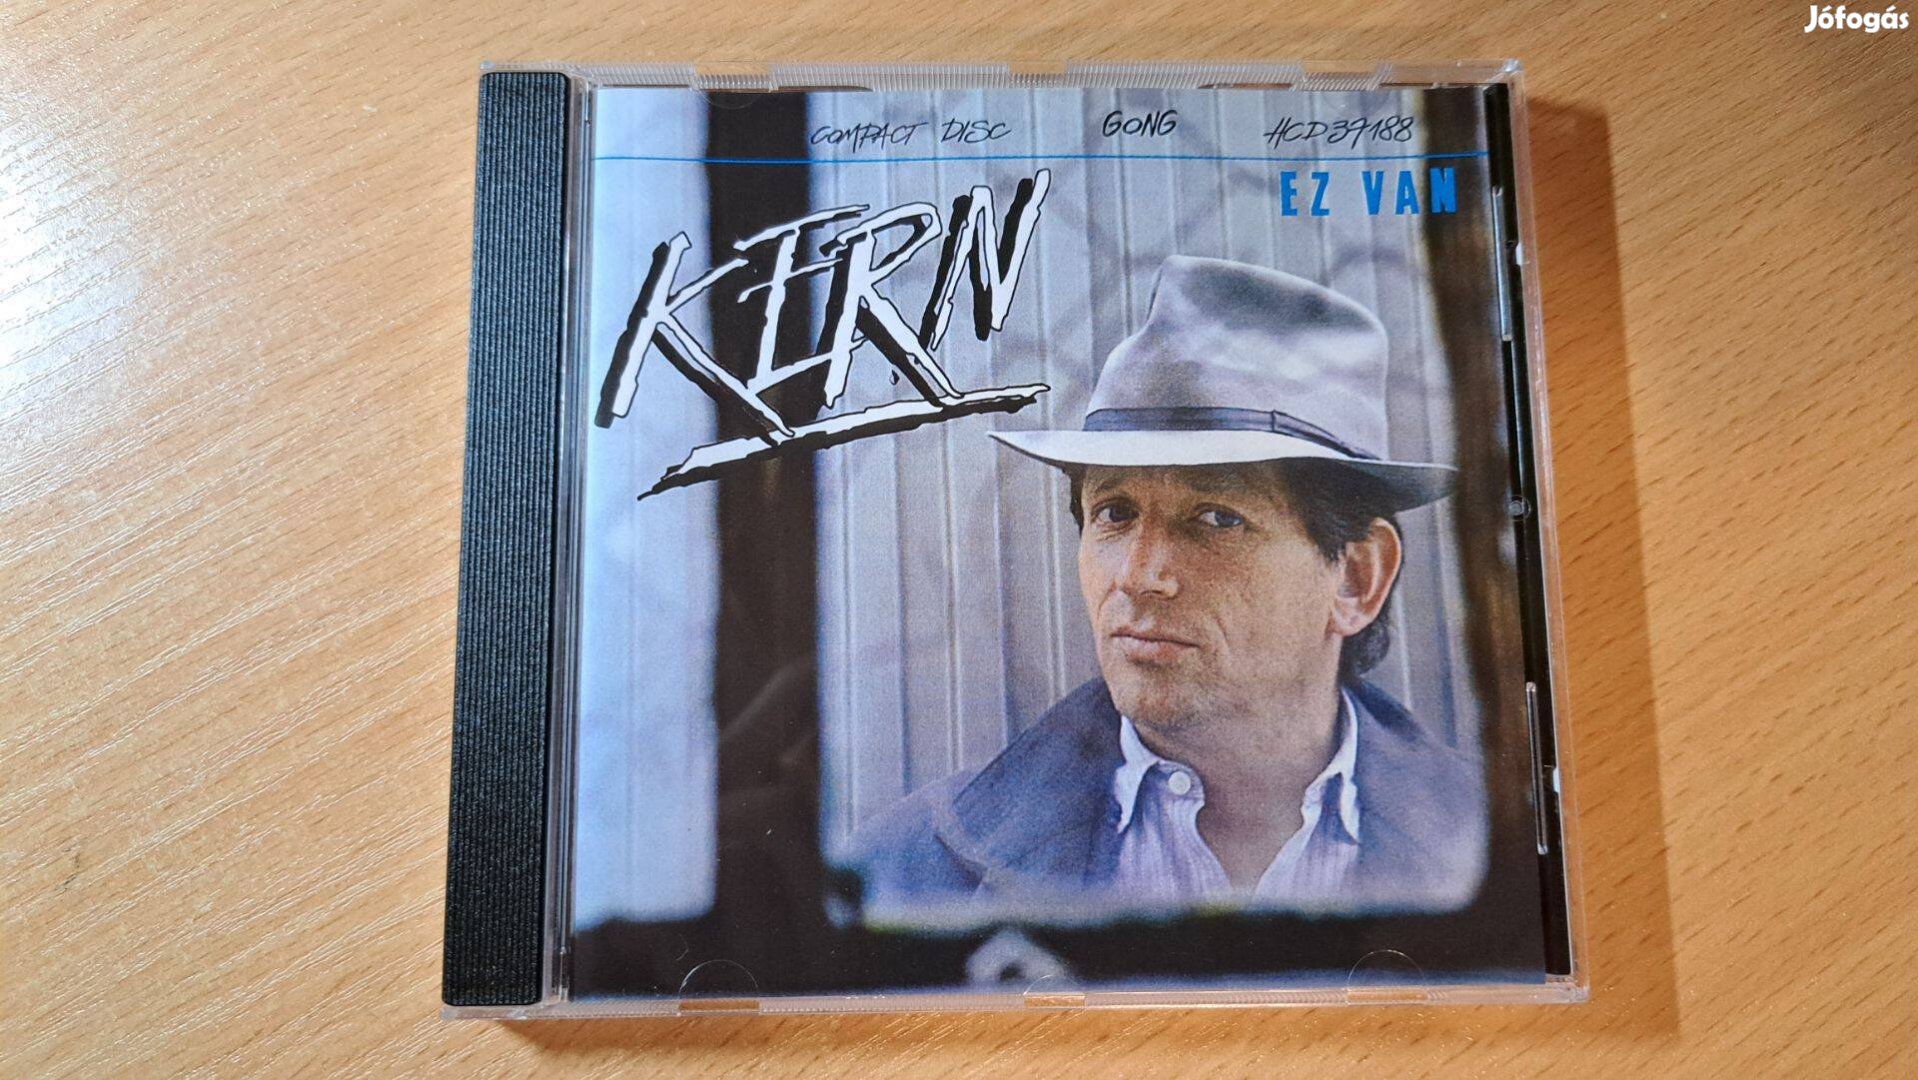 Jófogás
COMPACT DISC GONG HCD37188
EZ VAN
KERN